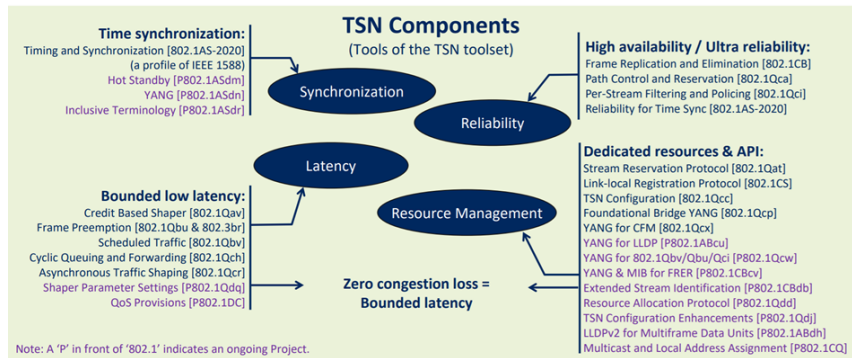 TSN Components
(Tools of the TSN toolset)
Time synchronization:
Timing and Synchronization [802.1AS-2020]
(a profile of IEEE 1588)
Hot Standby [P802.1ASdm]
YANG [P802.1ASdn]
Inclusive Terminology [P802.1ASdr]
Synchronization
High availability / Ultra reliability:
Frame Replication and Elimination [802.1CB]
Path Control and Reservation [802.1Qca]
Per-Stream Filtering and Policing [802.1Qci]
Reliability for Time Sync [802.1AS-2020]
Reliability
Latency
Bounded low latency:
Credit Based Shaper [802.1Qav]
Frame Preemption [802.1Qbu & 802.3br]
Scheduled Traffic [802.1Qbv]
Cyclic Queuing and Forwarding [802.1Qch]
Asynchronous Traffic Shaping [802.1Qcr]
Shaper Parameter Settings [P802.1Qdq]
QoS Provisions [P802.1DC]
Resource Management
Dedicated resources & API:
Stream Reservation Protocol [802.1Qat]
Link-local Registration Protocol [802.1CS]
TSN Configuration [802.1Qcc]
Foundational Bridge YANG [802.1Qcp]
YANG for CFM [802.1Qcx]
YANG for LLDP [P802.1ABcu]
YANG for 802.1Qbv/Qbu/Qci [P802.1Qcw]
YANG & MIB for FRER [P802.1CBcv]
Extended Stream Identification [P802.1CBdb]
Resource Allocation Protocol [P802.1Qdd]
TSN Configuration Enhancements [P802.1Qdj]
LLDPv2 for Multiframe Data Units [P802.1ABdh]
Multicast and Local Address Assignment [P802.1CQ]
Zero congestion loss =
Bounded latency
Note: A 'P' in front of '802.1' indicates an ongoing Project.